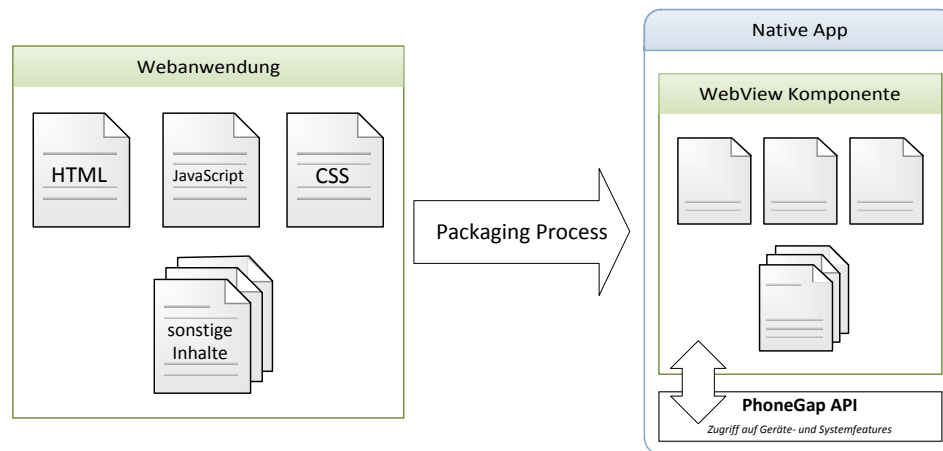 Webanwendung
HTML
JavaScript
CSS
sonstige
Inhalte
Packaging Process
Native App
WebView Komponente
PhoneGap API
Zugriff auf Geräte- und Systemfeatures